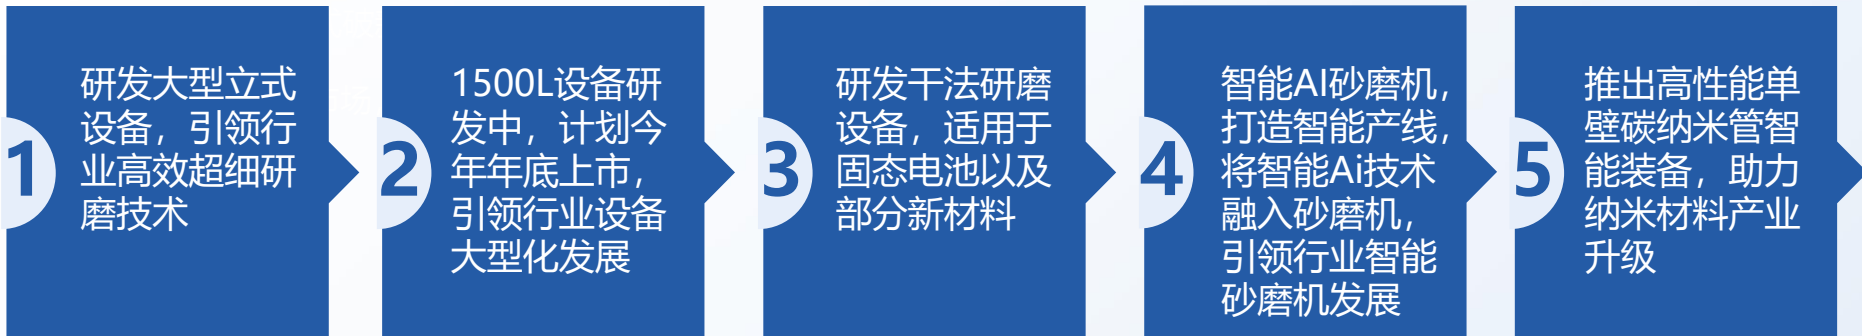 1
研发大型立式
设备，引领行
业高效超细研
磨技术
2
1500L设备研
发中，计划今
年年底上市，
引领行业设备
大型化发展
3
研发干法研磨
设备，适用于
固态电池以及
部分新材料
4
智能AI砂磨机，
打造智能产线，
将智能Ai技术
融入砂磨机，
引领行业智能
砂磨机发展
5
推出高性能单
壁碳纳米管智
能装备，助力
纳米材料产业
升级